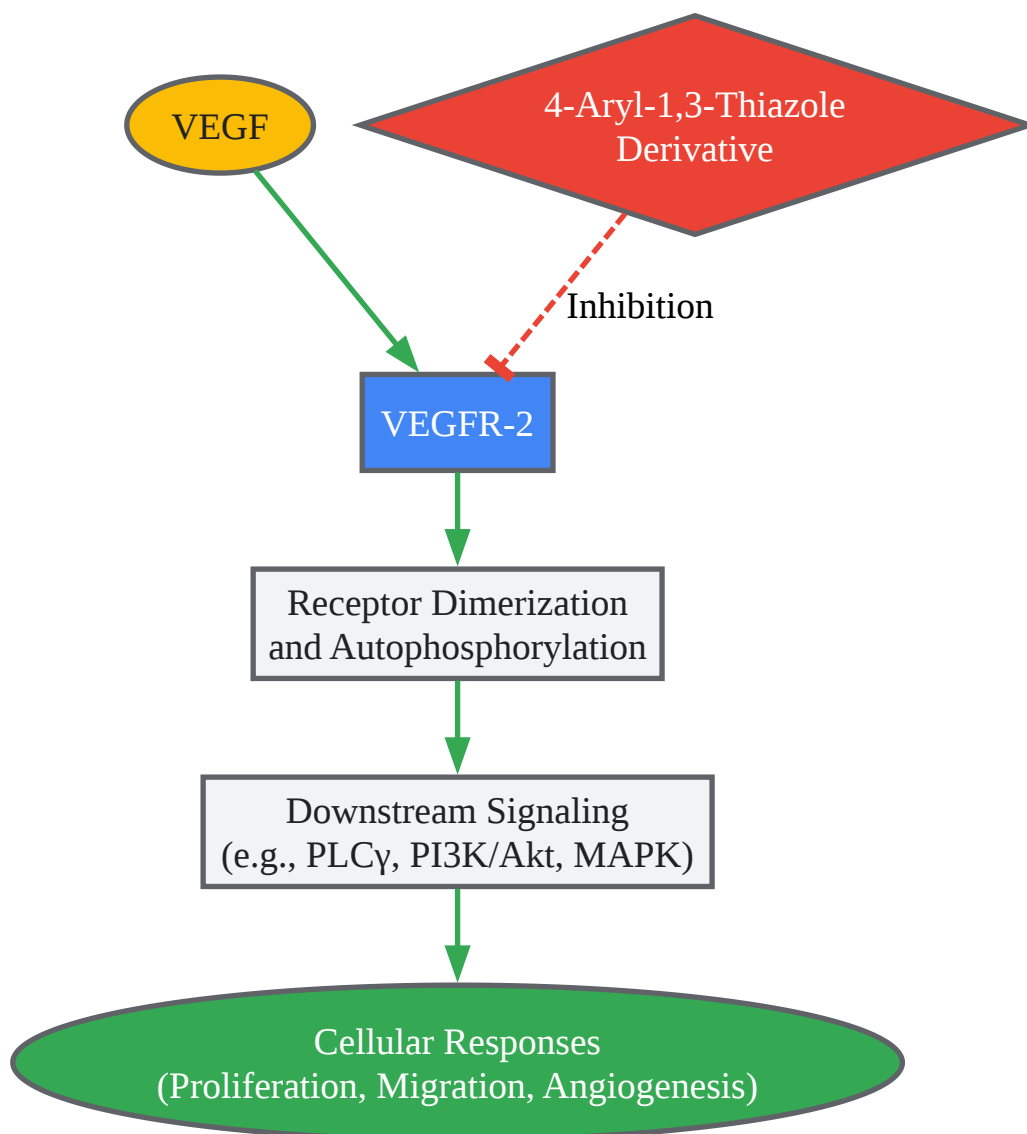 VEGF
4-Aryl-1,3-Thiazole
Derivative
Inhibition
VEGFR-2
Receptor Dimerization
and Autophosphorylation
Downstream Signaling
(e.g., PLCγ, PI3K/Akt, MAPK)
Cellular Responses
(Proliferation, Migration, Angiogenesis)